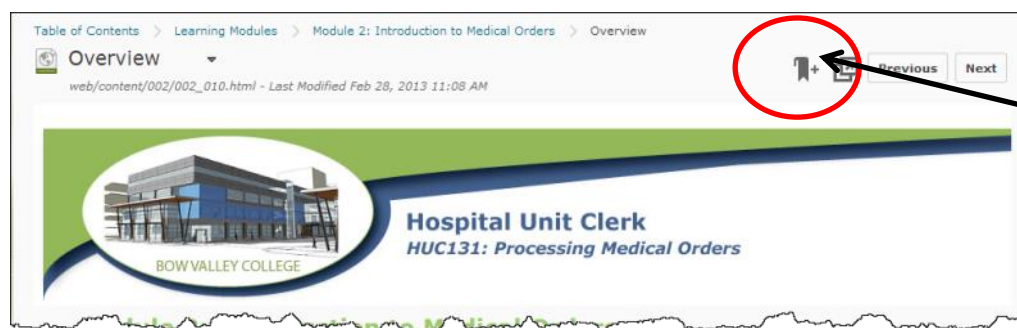 Table of Contents > Learning Modules > Module 2: Introduction to Medical Orders > Overview
Overview
web/content/002/002_010.html - Last Modified Feb 28, 2013 11:08 AM
Previous Next
Hospital Unit Clerk
HUC131: Processing Medical Orders
BOW VALLEY COLLEGE